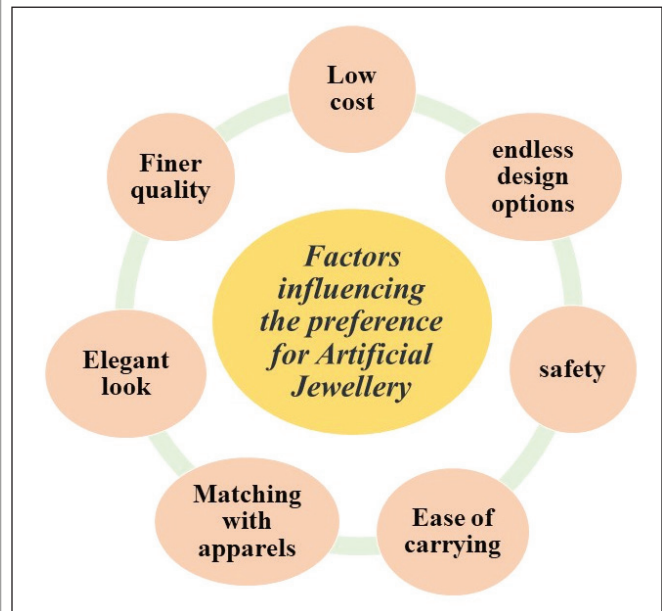 Low
cost
endless
design
options
safety
Ease of
carrying
Matching
with
apparels
Elegant
look
Finer
quality
Factors
influencing
the preference
for Artificial
Jewellery